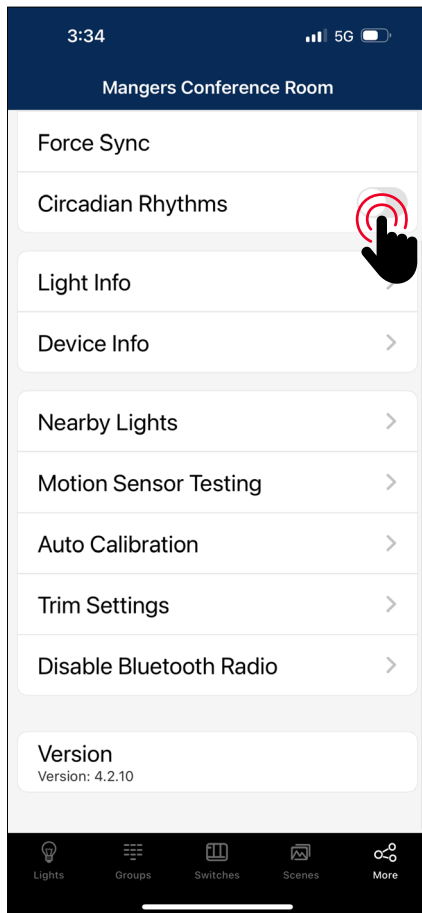 3:34
5G
Mangers Conference Room
Force Sync
Circadian Rhythms
Light Info
Device Info
Nearby Lights
Motion Sensor Testing
Auto Calibration
Trim Settings
Disable Bluetooth Radio
Version
Version: 4.2.10
Lights Groups Switches Scenes More